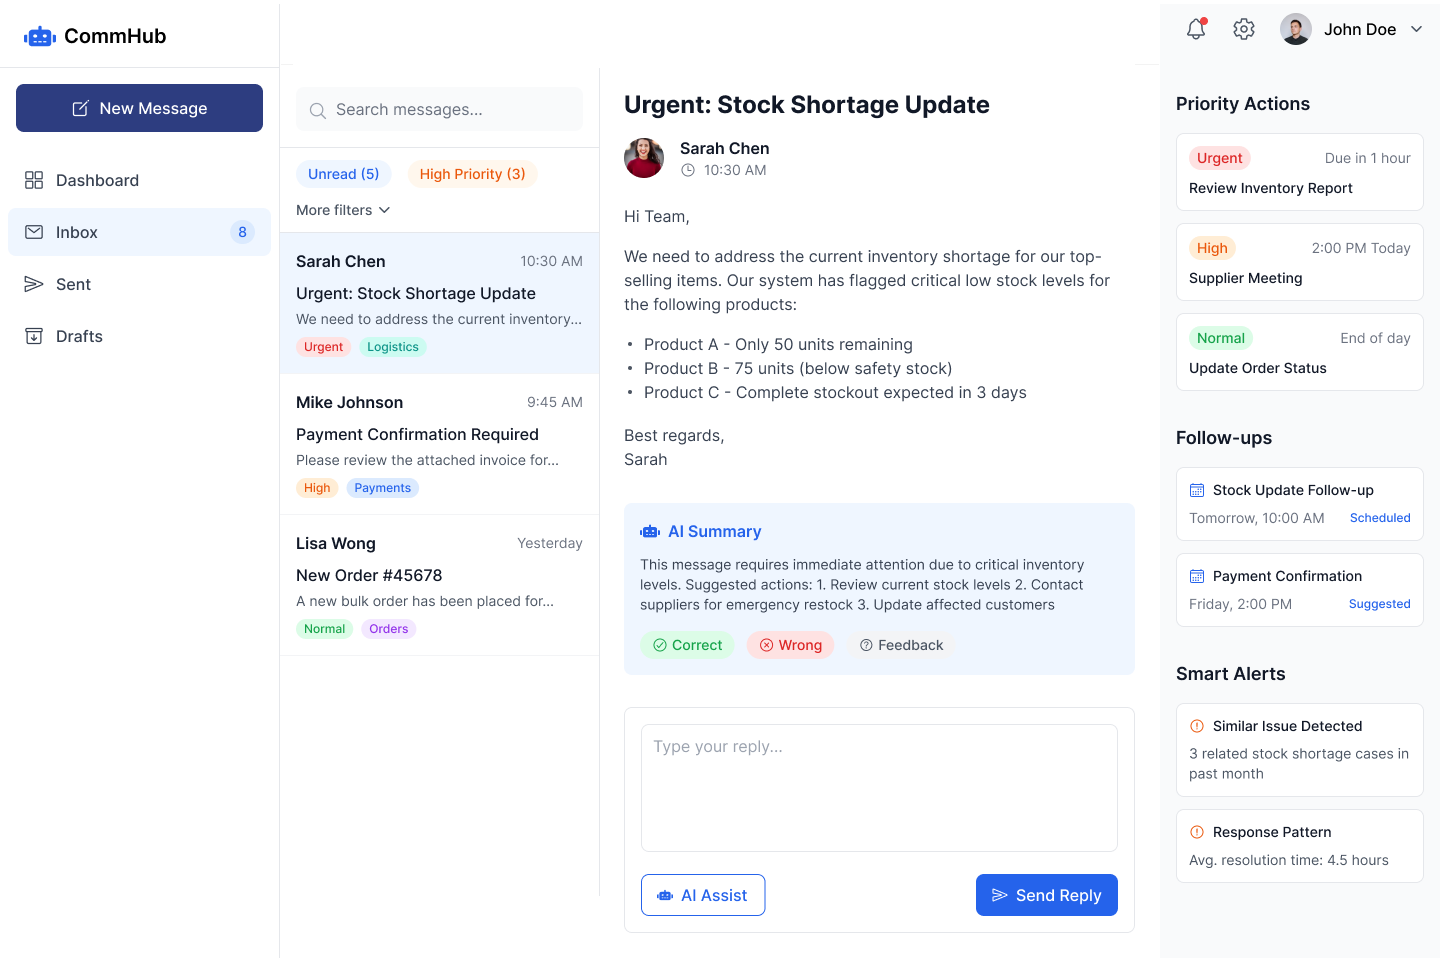 CommHub
New Message
Dashboard
Inbox
8
Sent
Drafts
Search messages...
Unread (5)
High Priority (3)
More filters
Sarah Chen
10:30 AM
Urgent: Stock Shortage Update
We need to address the current inventory...
Urgent
Logistics
Mike Johnson
9:45 AM
Payment Confirmation Required
Please review the attached invoice for...
High
Payments
Lisa Wong
Yesterday
New Order #45678
A new bulk order has been placed for...
Normal
Orders
Urgent: Stock Shortage Update
Sarah Chen
10:30 AM
Hi Team,
We need to address the current inventory shortage for our top-
selling items. Our system has flagged critical low stock levels for
the following products:
• Product A - Only 50 units remaining
• Product B - 75 units (below safety stock)
• Product C - Complete stockout expected in 3 days
Best regards,
Sarah
AI Summary
This message requires immediate attention due to critical inventory
levels. Suggested actions: 1. Review current stock levels 2. Contact
suppliers for emergency restock 3. Update affected customers
Correct
Wrong
Feedback
Type your reply...
AI Assist
Send Reply
John Doe
Priority Actions
Urgent
Due in 1 hour
Review Inventory Report
High
2:00 PM Today
Supplier Meeting
Normal
End of day
Update Order Status
Follow-ups
Stock Update Follow-up
Tomorrow, 10:00 AM
Scheduled
Payment Confirmation
Friday, 2:00 PM
Suggested
Smart Alerts
Similar Issue Detected
3 related stock shortage cases in
past month
Response Pattern
Avg. resolution time: 4.5 hours